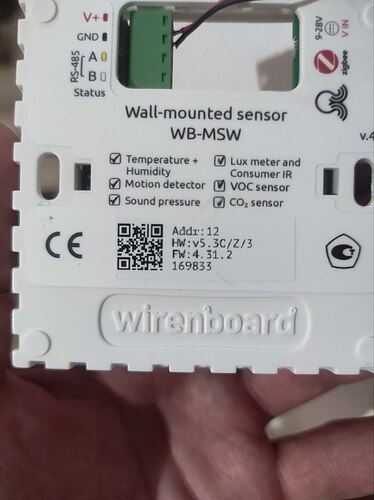 V+
GND
A
B
RS-485
Status
9-28V
V IN
zigbee
Wall-mounted sensor
WB-MSW
v.4
Temperature + Humidity
Motion detector
Sound pressure
Lux meter and Consumer IR
VOC sensor
CO₂ sensor
CE
Addr:12
HW:v5.3C/Z/3
FW:4.31.2
169833
wirenboard